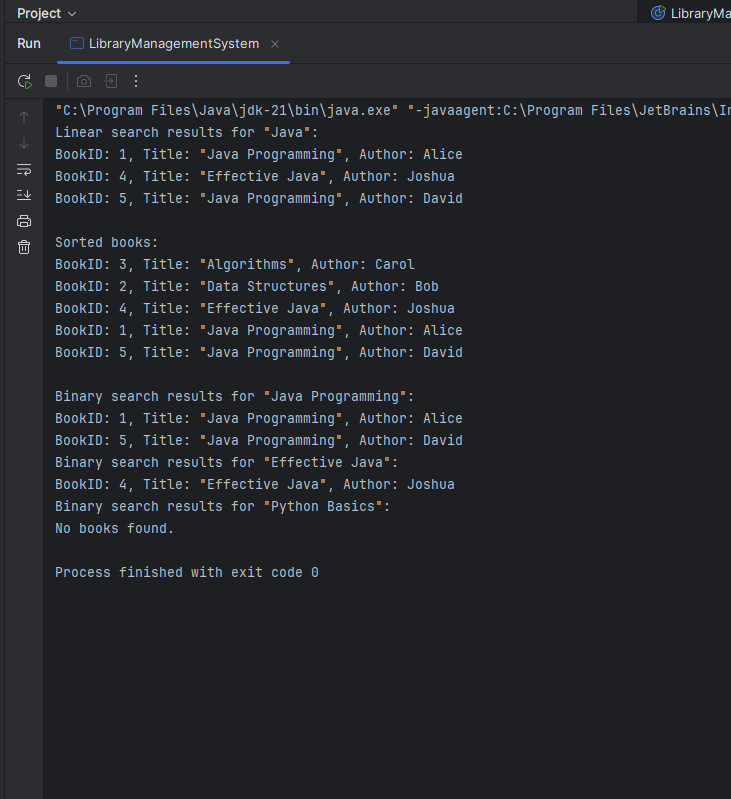 Project
LibraryMa
Run
LibraryManagementSystem
"C:\Program Files\Java\jdk-21\bin\java.exe" "-javaagent:C:\Program Files\JetBrains\In
Linear search results for "Java":
BookID: 1, Title: "Java Programming", Author: Alice
BookID: 4, Title: "Effective Java", Author: Joshua
BookID: 5, Title: "Java Programming", Author: David
Sorted books:
BookID: 3, Title: "Algorithms", Author: Carol
BookID: 2, Title: "Data Structures", Author: Bob
BookID: 4, Title: "Effective Java", Author: Joshua
BookID: 1, Title: "Java Programming", Author: Alice
BookID: 5, Title: "Java Programming", Author: David
Binary search results for "Java Programming":
BookID: 1, Title: "Java Programming", Author: Alice
BookID: 5, Title: "Java Programming", Author: David
Binary search results for "Effective Java":
BookID: 4, Title: "Effective Java", Author: Joshua
Binary search results for "Python Basics":
No books found.
Process finished with exit code 0